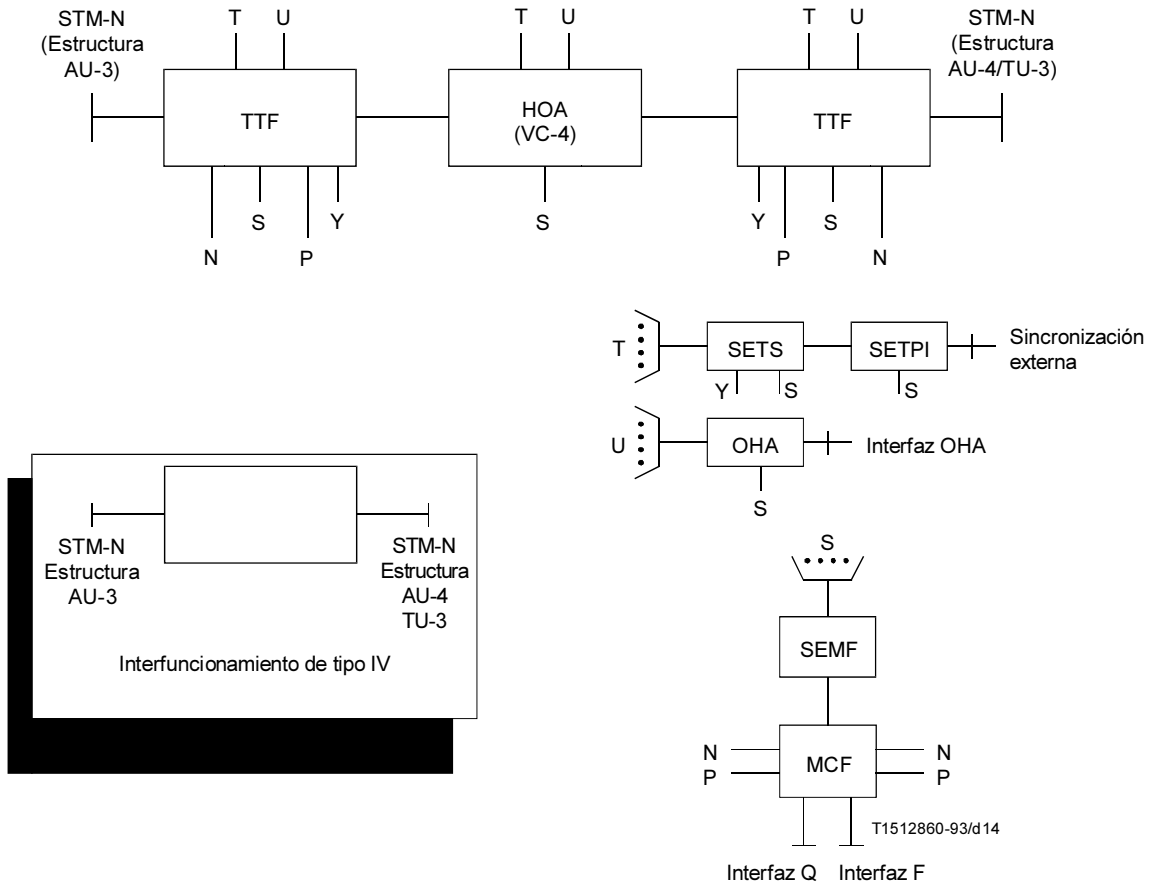 STM-N
(Estructura
AU-3)
T U
T U
T U
STM-N
(Estructura
AU-4/TU-3)
TTF
HOA
(VC-4)
TTF
N S P Y
S
Y P S N
T
SETS
SETPI
Sincronización
externa
Y S
S
U
OHA
Interfaz OHA
S
STM-N
Estructura
AU-3
STM-N
Estructura
AU-4
TU-3
Interfuncionamiento de tipo IV
S
SEMF
N
P
MCF
N
P
T1512860-93/d14
Interfaz Q Interfaz F